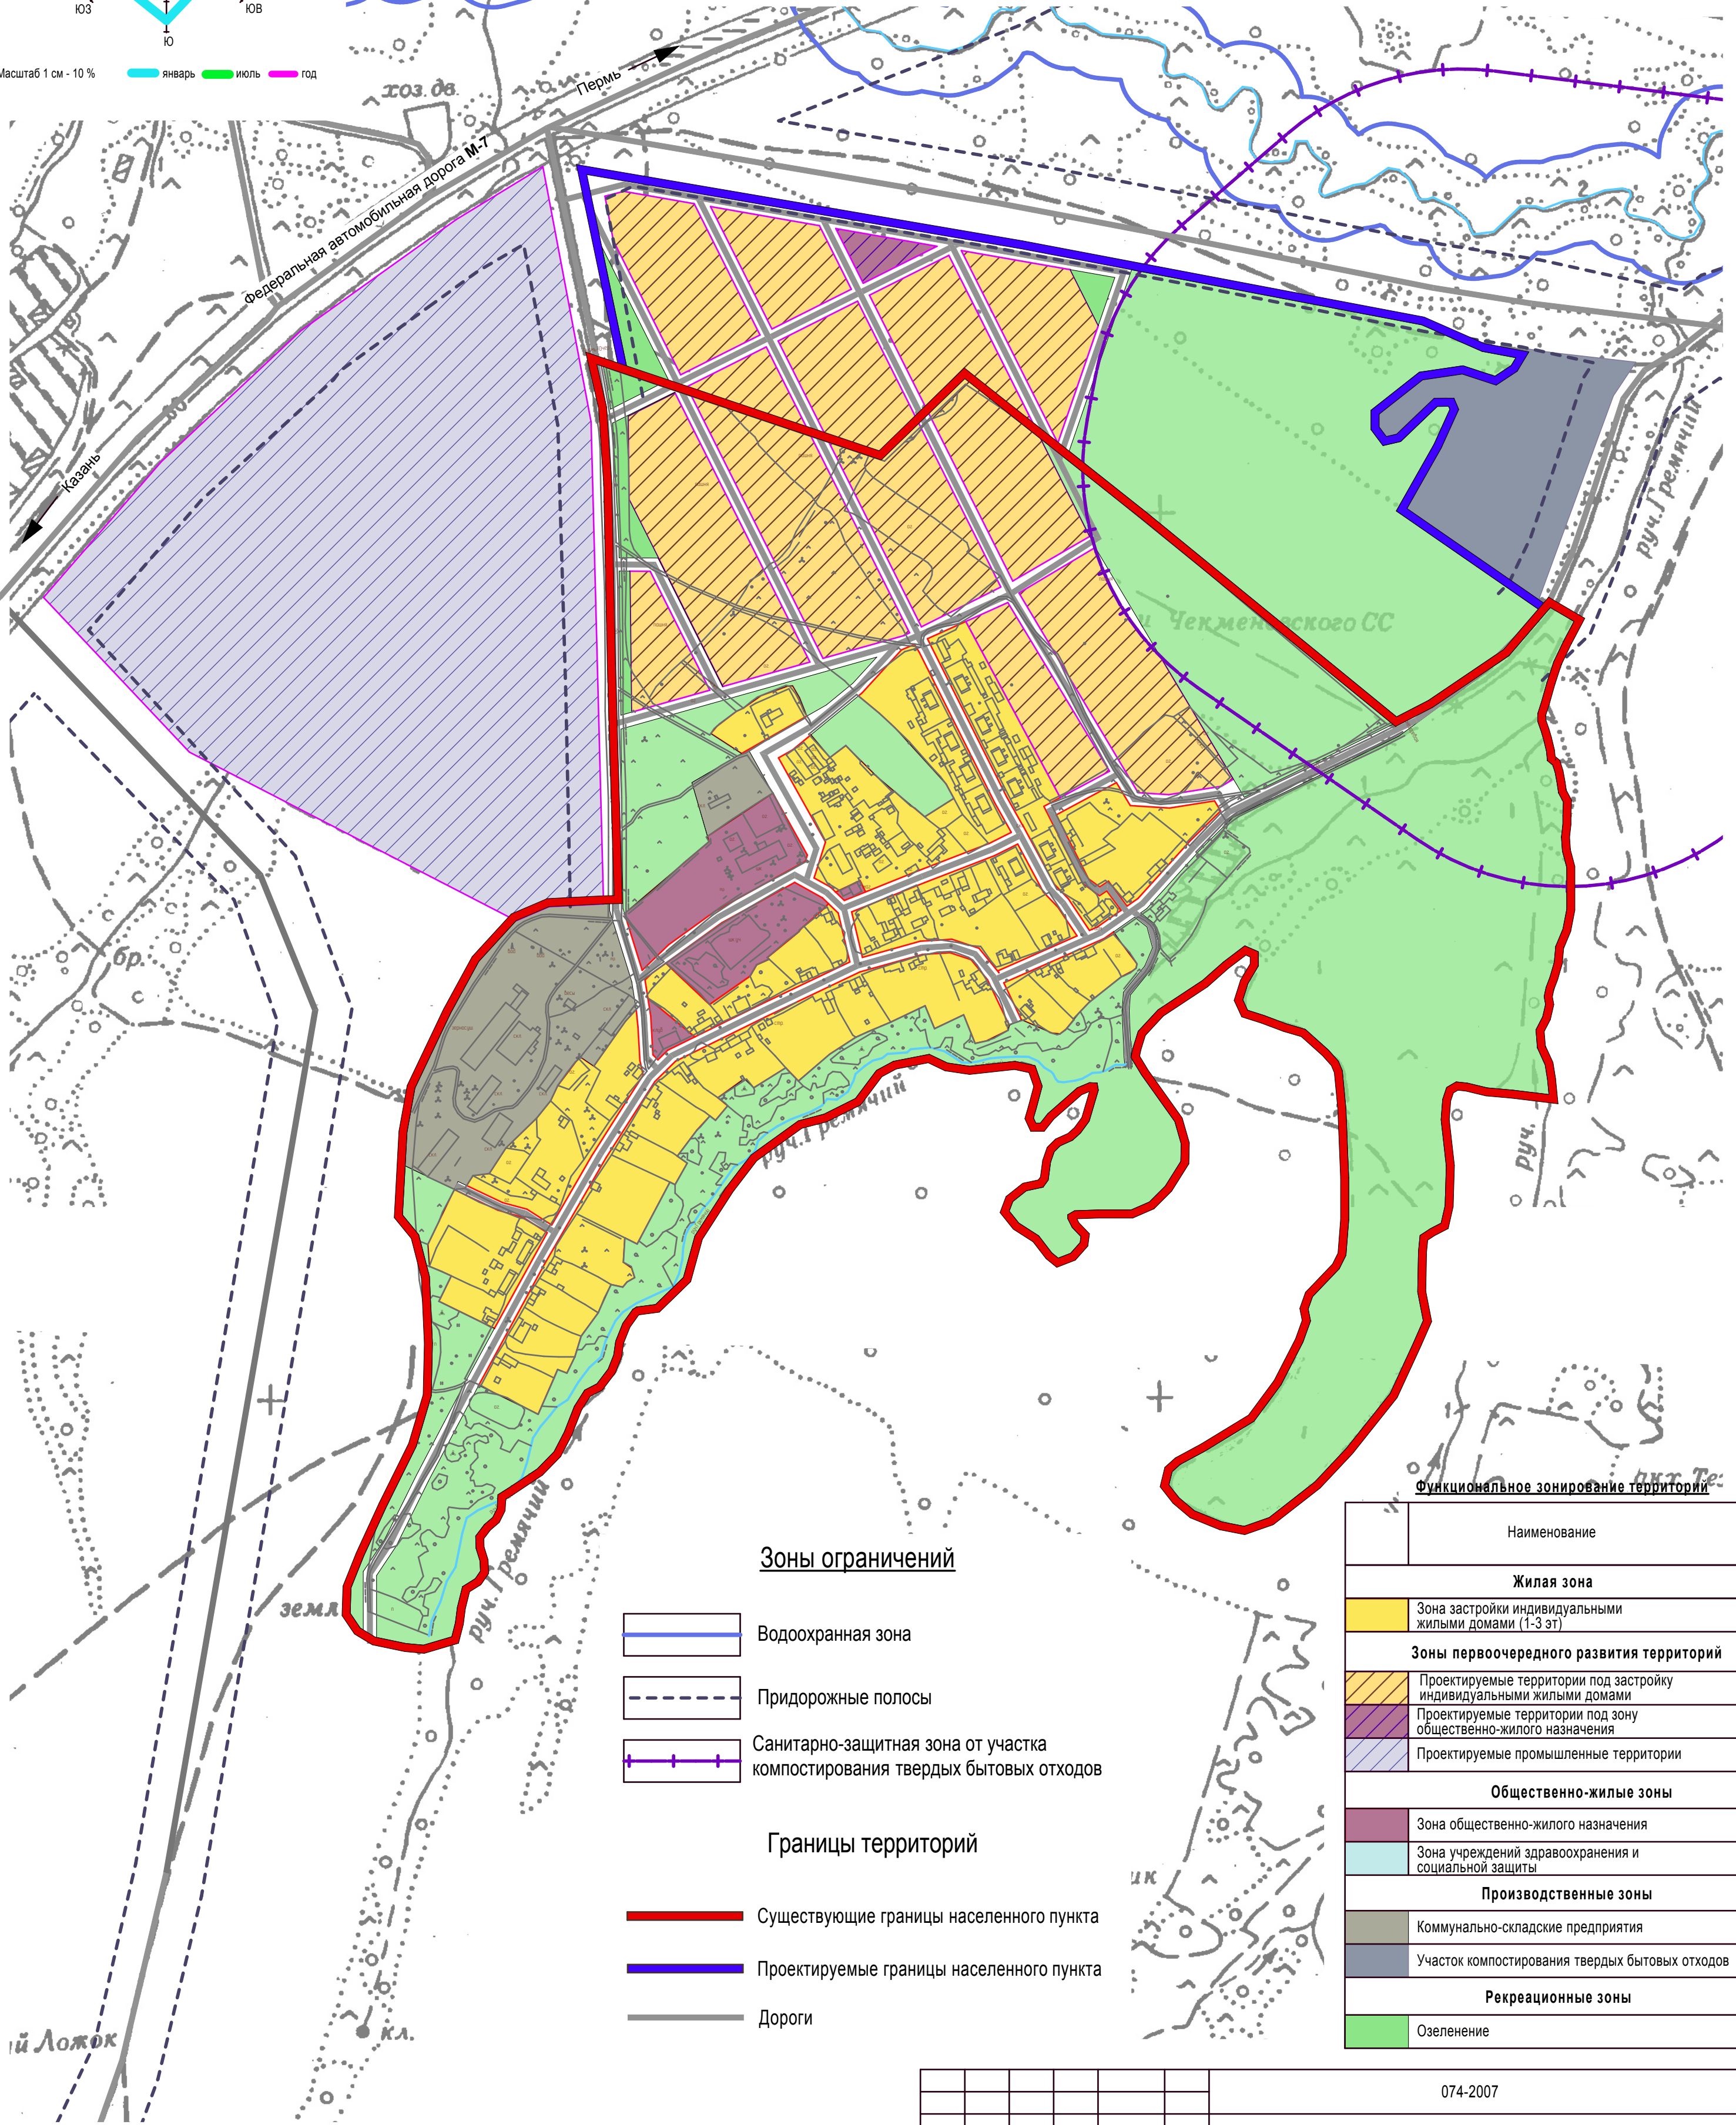 ЮЗ
ЮВ
Ю
Масштаб 1 см - 10 %
январь
июль
год
хоз. дв.
Пермь
Федеральная автомобильная дорога М-7
Казань
руч. Гремячий
Чекменевского СС
бр.
руч. Гремячий
руч.
земл
руч. Гремячий
кл.
ий Ложок
ик
Зоны ограничений
Водоохранная зона
Придорожные полосы
Санитарно-защитная зона от участка
компостирования твердых бытовых отходов
Границы территорий
Существующие границы населенного пункта
Проектируемые границы населенного пункта
Дороги
Функциональное зонирование территорий
Наименование
Жилая зона
Зона застройки индивидуальными
жилыми домами (1-3 эт)
Зоны первоочередного развития территорий
Проектируемые территории под застройку
индивидуальными жилыми домами
Проектируемые территории под зону
общественно-жилого назначения
Проектируемые промышленные территории
Общественно-жилые зоны
Зона общественно-жилого назначения
Зона учреждений здравоохранения и
социальной защиты
Производственные зоны
Коммунально-складские предприятия
Участок компостирования твердых бытовых отходов
Рекреационные зоны
Озеленение
074-2007